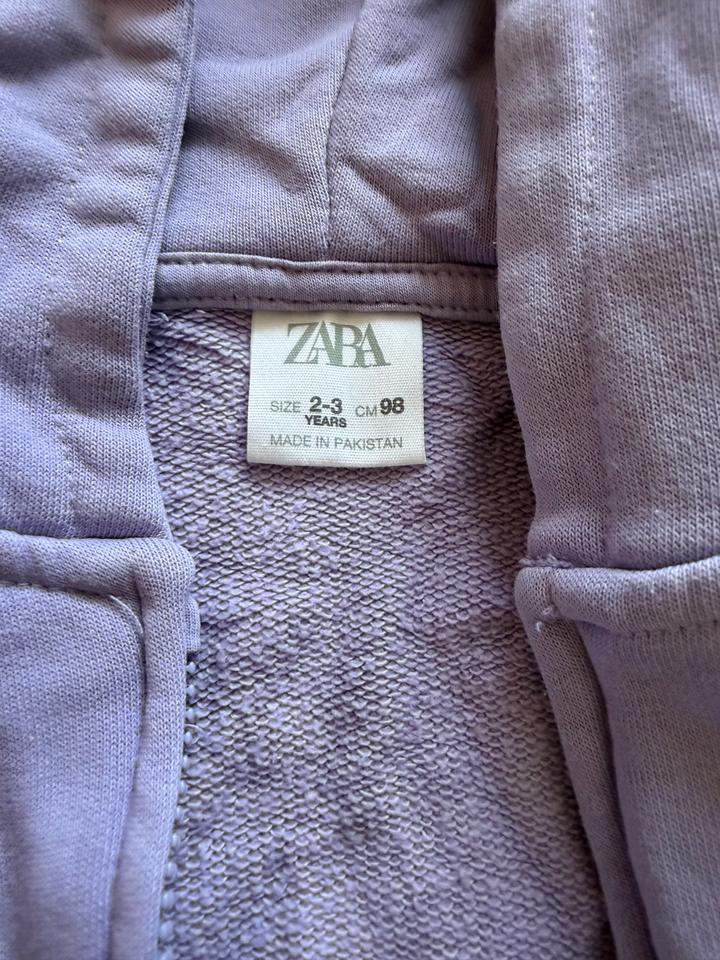 ZARA
SIZE 2-3 YEARS CM 98
MADE IN PAKISTAN